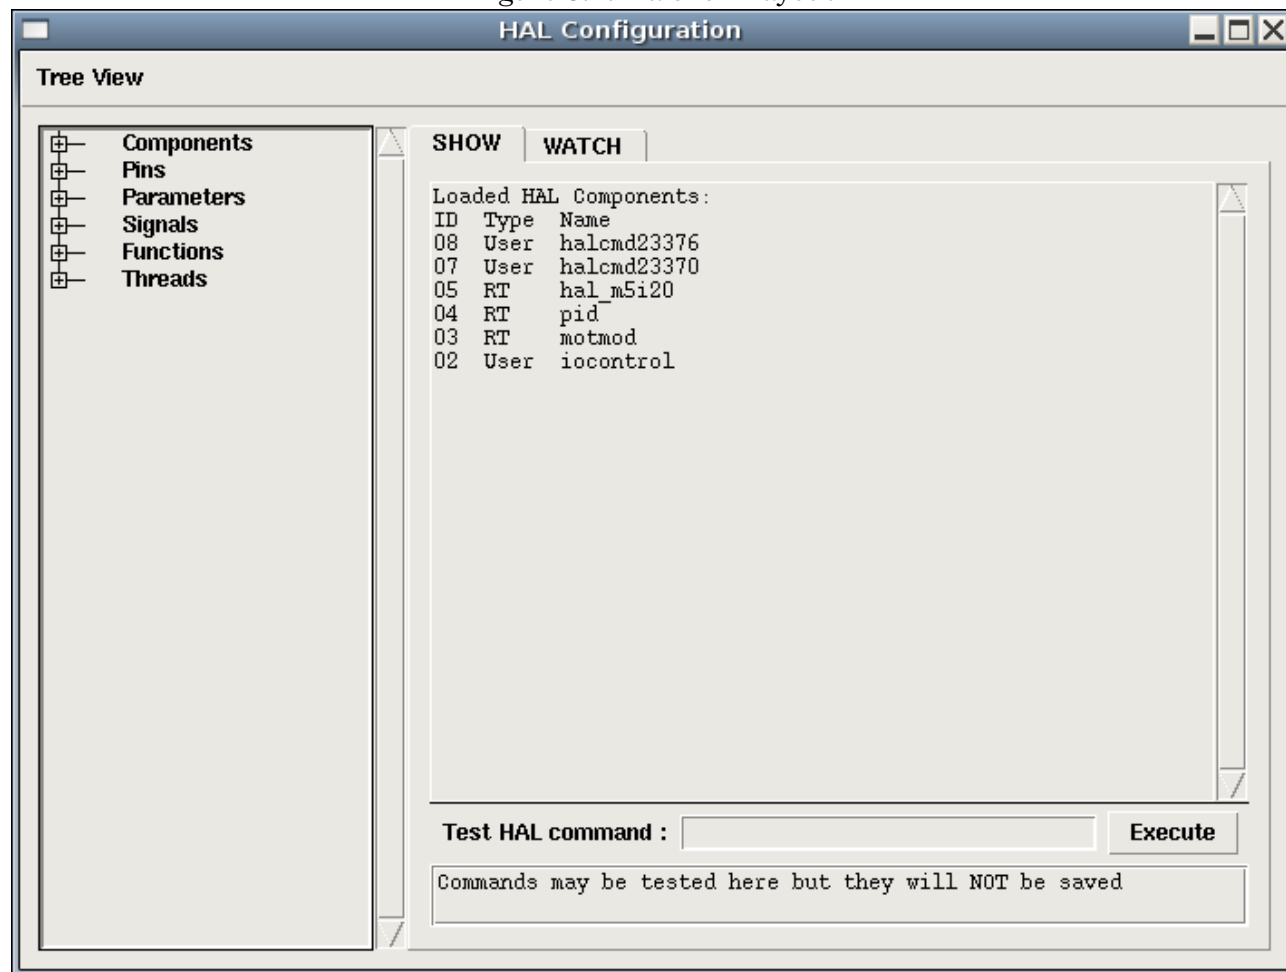 HAL Configuration
Tree View
Components
Pins
Parameters
Signals
Functions
Threads
SHOW WATCH
Loaded HAL Components:
ID Type Name
08 User halcmd23376
07 User halcmd23370
05 RT hal_m5i20
04 RT pid
03 RT motmod
02 User iocontrol
Test HAL command : Execute
Commands may be tested here but they will NOT be saved